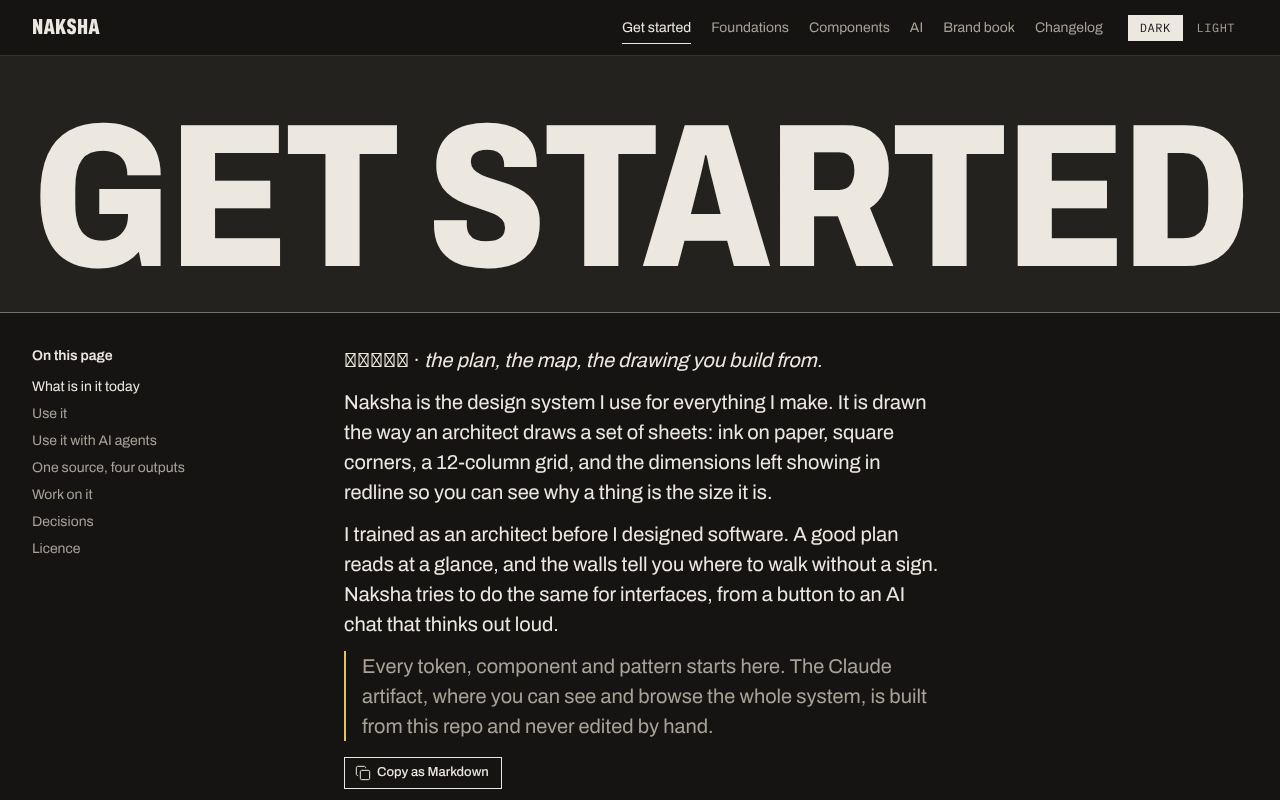 NAKSHA
Get started
Foundations
Components
AI
Brand book
Changelog
DARK
LIGHT
GET STARTED
On this page
What is in it today
Use it
Use it with AI agents
One source, four outputs
Work on it
Decisions
Licence
· the plan, the map, the drawing you build from.
Naksha is the design system I use for everything I make. It is drawn
the way an architect draws a set of sheets: ink on paper, square
corners, a 12-column grid, and the dimensions left showing in
redline so you can see why a thing is the size it is.
I trained as an architect before I designed software. A good plan
reads at a glance, and the walls tell you where to walk without a sign.
Naksha tries to do the same for interfaces, from a button to an AI
chat that thinks out loud.
Every token, component and pattern starts here. The Claude
artifact, where you can see and browse the whole system, is built
from this repo and never edited by hand.
Copy as Markdown